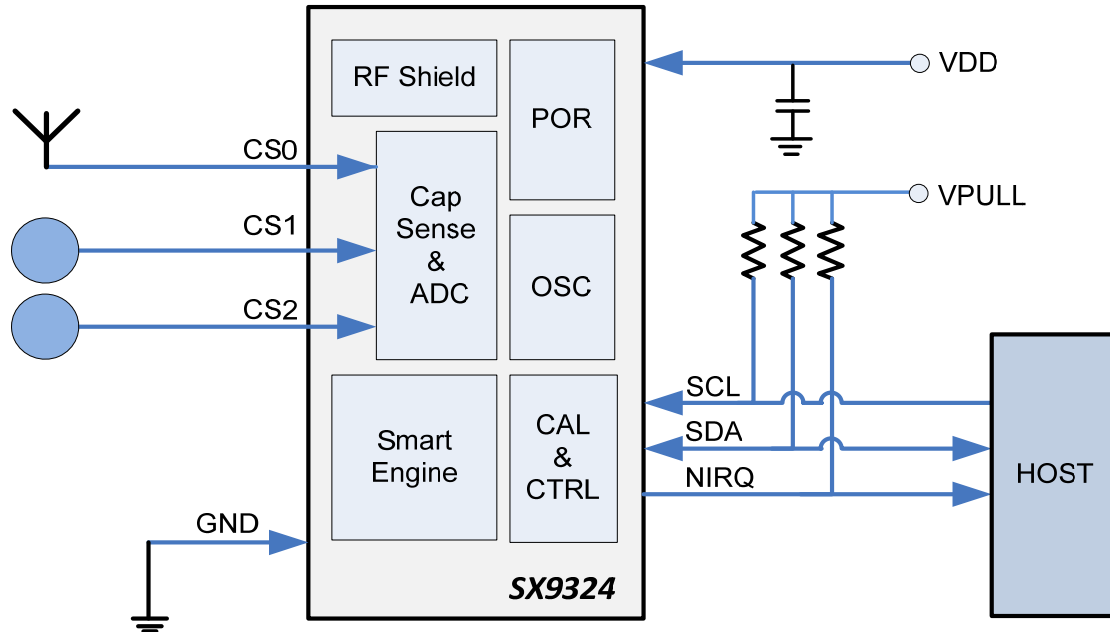 RF Shield
POR
VDD
CS0
Cap
Sense
&
ADC
VPULL
CS1
OSC
CS2
SCL
SDA
NIRQ
HOST
Smart
Engine
CAL
&
CTRL
GND
SX9324